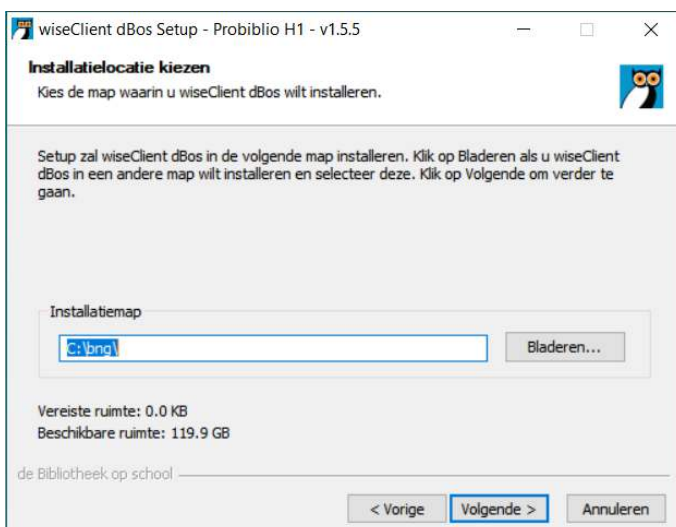 wiseClient dBos Setup - Probiblio H1 - v1.5.5
Installatielocatie kiezen
Kies de map waarin u wiseClient dBos wilt installeren.
Setup zal wiseClient dBos in de volgende map installeren. Klik op Bladeren als u wiseClient
dBos in een andere map wilt installeren en selecteer deze. Klik op Volgende om verder te
gaan.
Installatiemap
C:\bng\
Bladeren...
Vereiste ruimte: 0.0 KB
Beschikbare ruimte: 119.9 GB
de Bibliotheek op school
< Vorige Volgende > Annuleren